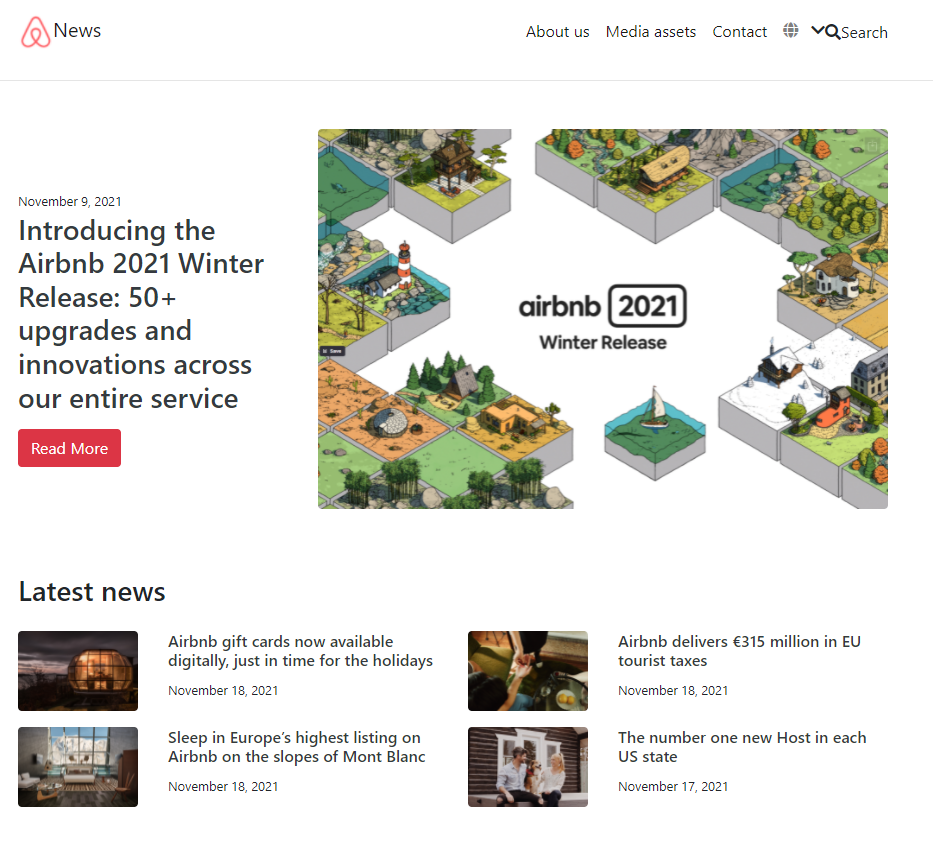 News
About us
Media assets
Contact
Search
November 9, 2021
Introducing the
Airbnb 2021 Winter
Release: 50+
upgrades and
innovations across
our entire service
Read More
airbnb 2021
Winter Release
Save
Latest news
Airbnb gift cards now available
digitally, just in time for the holidays
November 18, 2021
Airbnb delivers €315 million in EU
tourist taxes
November 18, 2021
Sleep in Europe’s highest listing on
Airbnb on the slopes of Mont Blanc
November 18, 2021
The number one new Host in each
US state
November 17, 2021